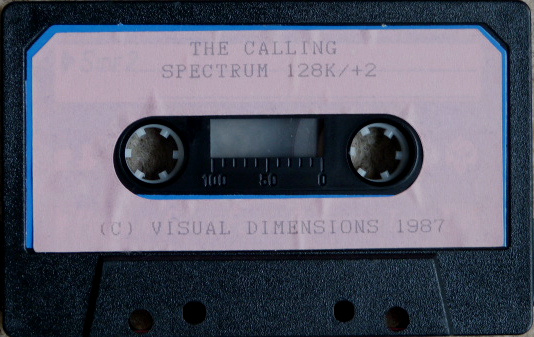 THE CALLING
SPECTRUM 128K/+2
100 50 0
(C) VISUAL DIMENSIONS 1987